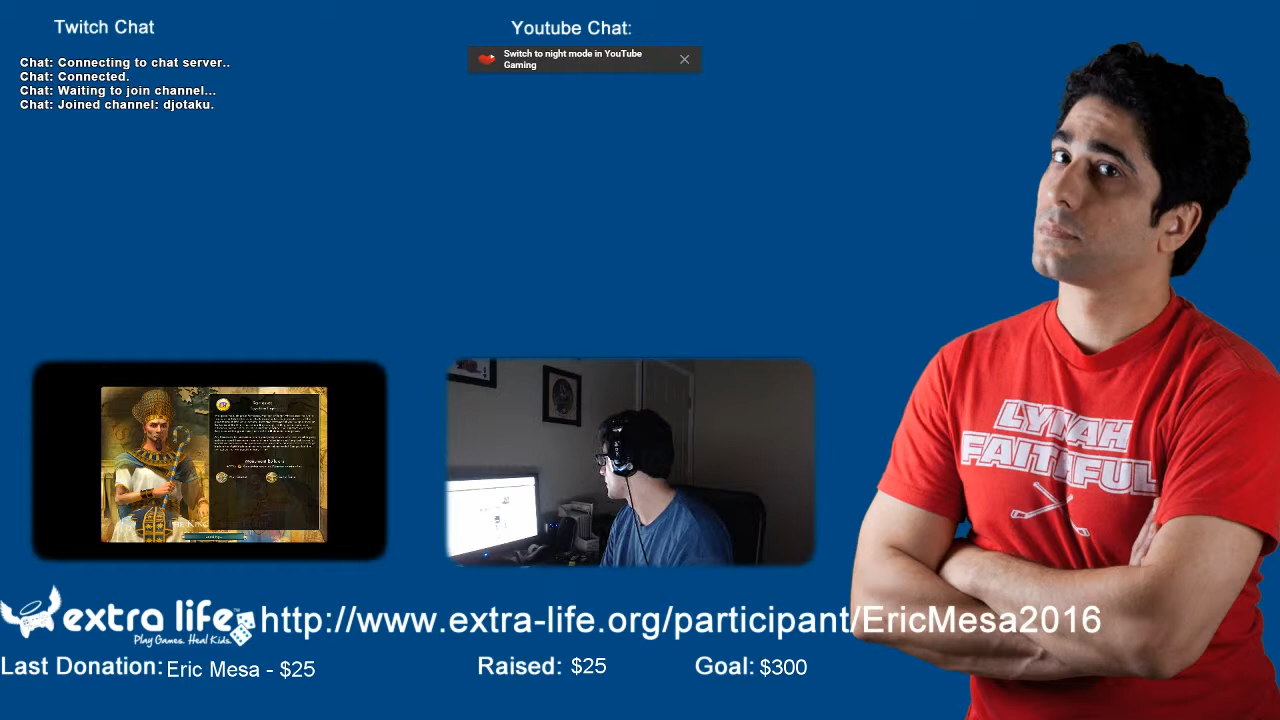 Twitch Chat
Youtube Chat:
Chat: Connecting to chat server..
Chat: Connected.
Chat: Waiting to join channel...
Chat: Joined channel: djotaku.
Switch to night mode in YouTube
Gaming
LYNAH
FAITHFUL
Monument Builders
extra life
Play Games. Heal Kids.
http://www.extra-life.org/participant/EricMesa2016
Last Donation: Eric Mesa - $25
Raised: $25
Goal: $300